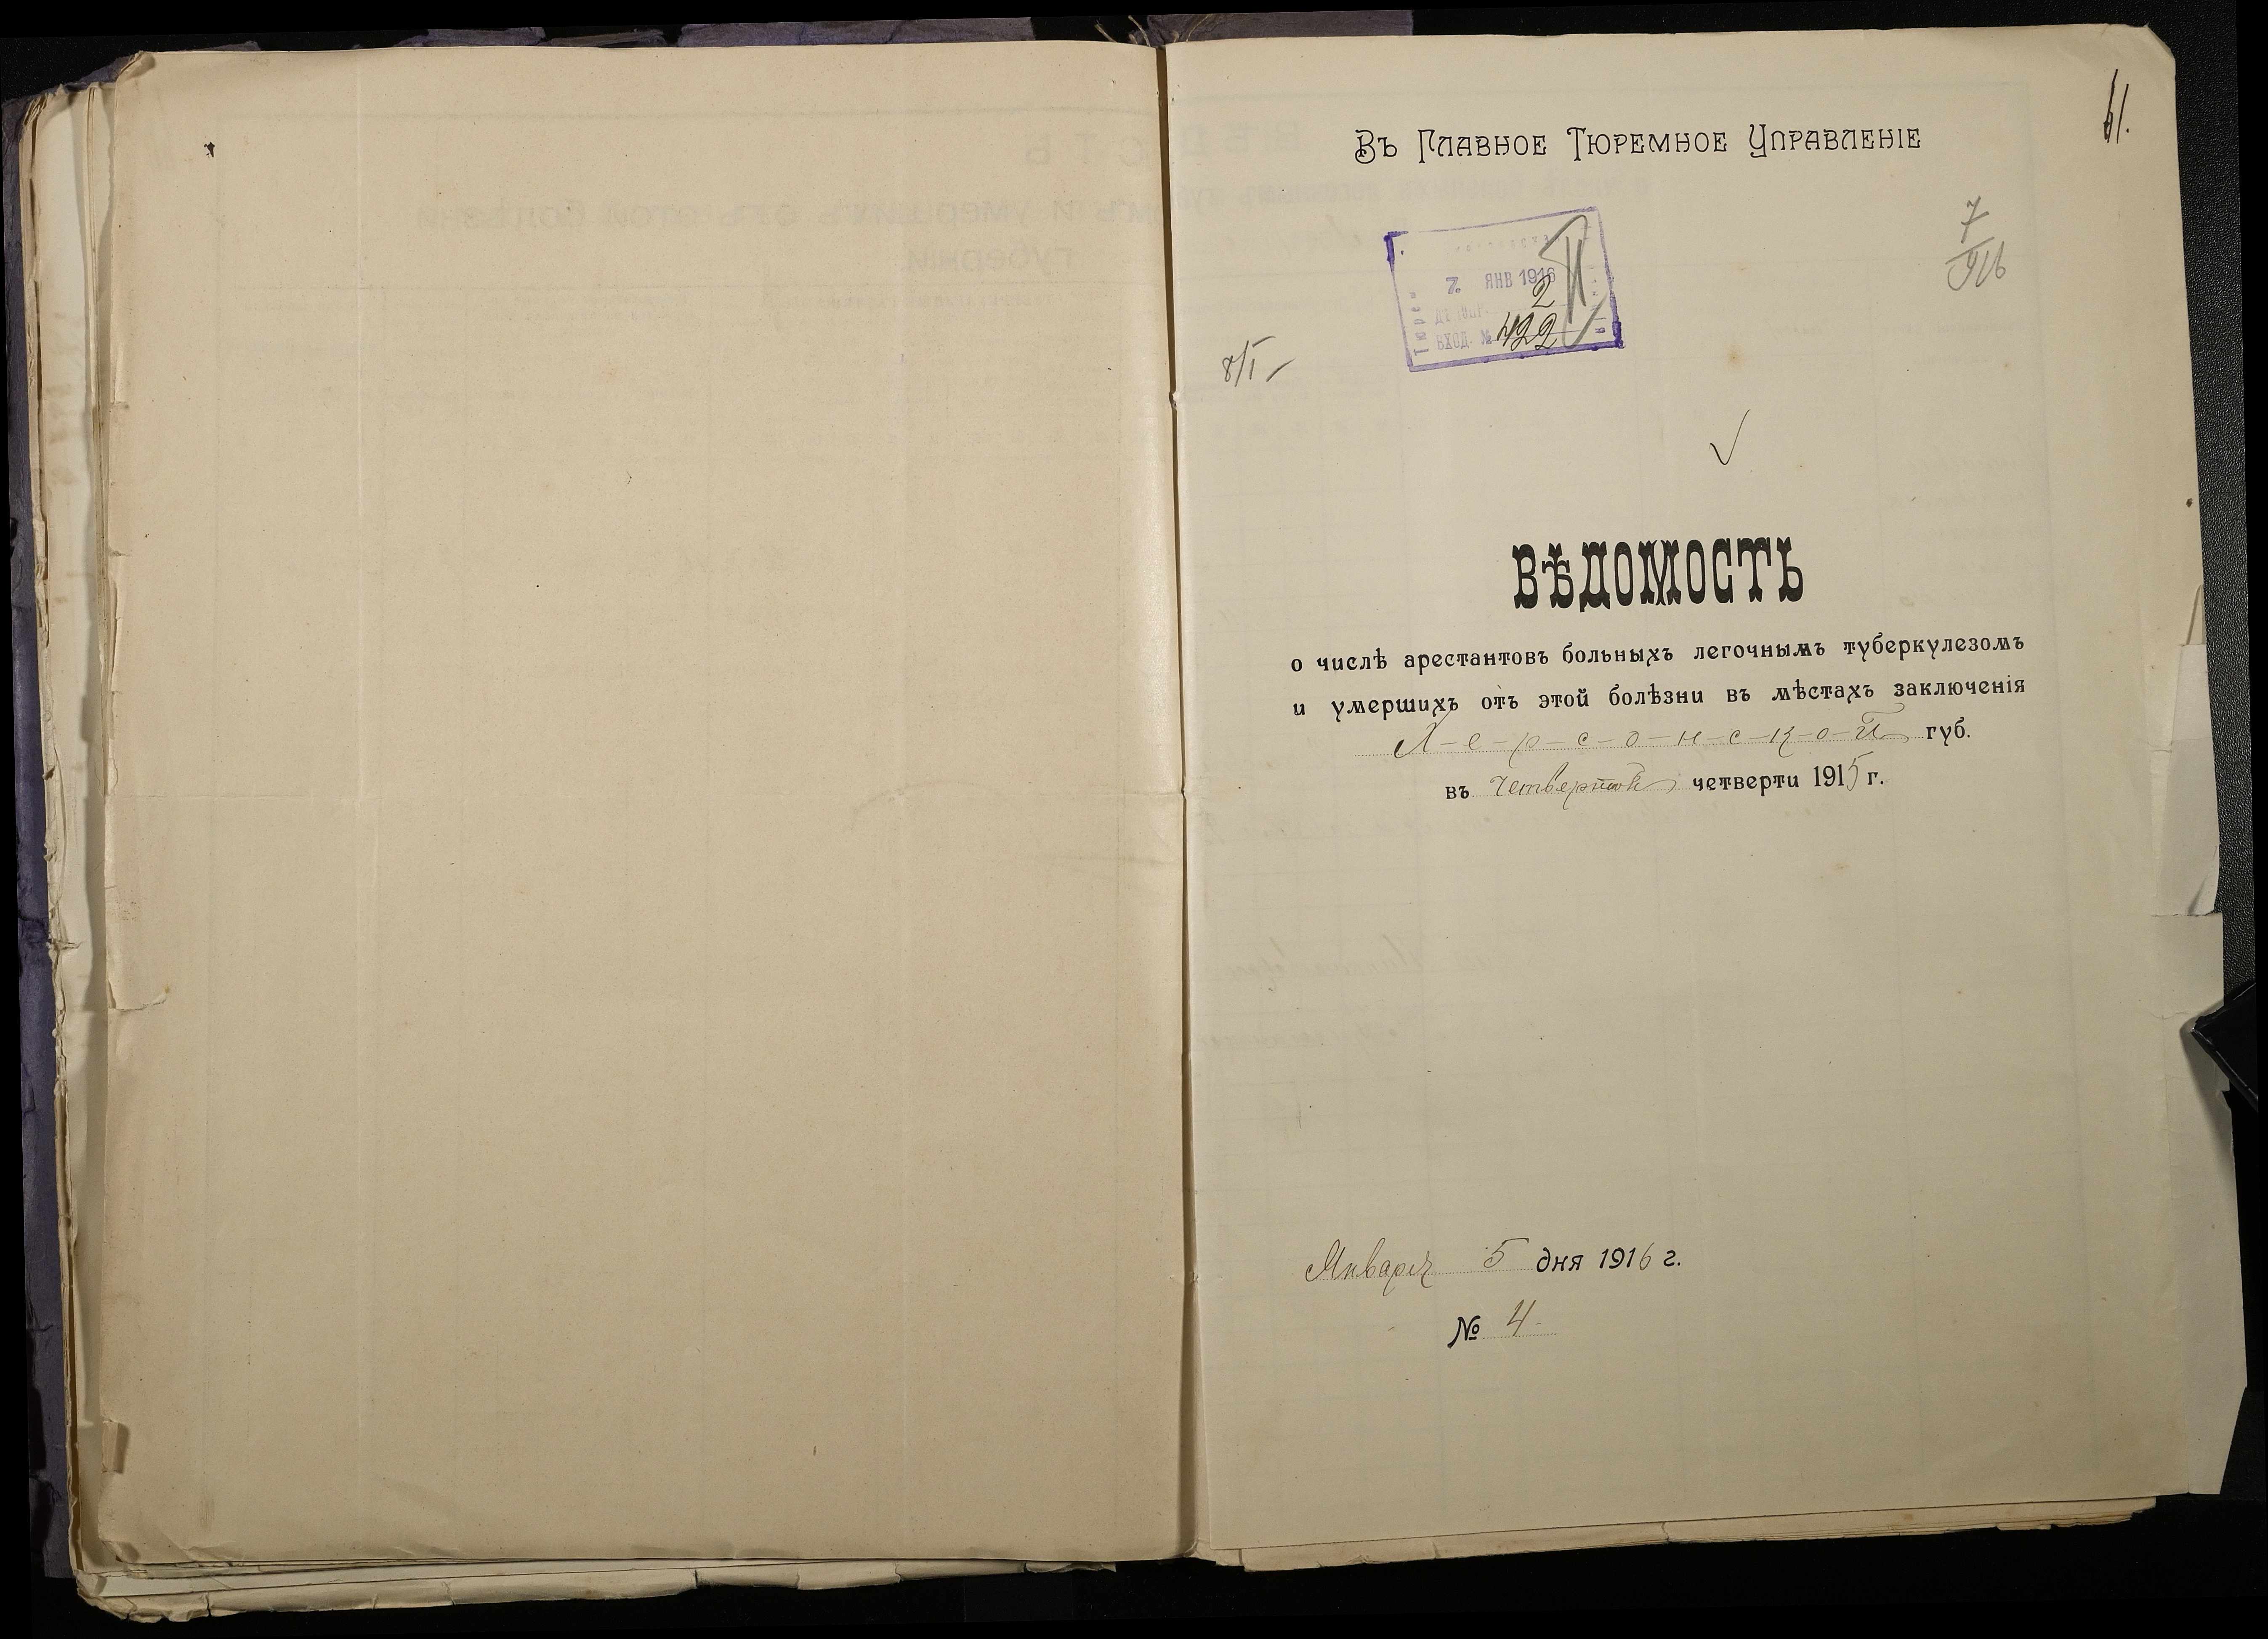 61.
Въ Главное Тюремное Управленіе
7
7 ЯНВ 1916
2
ВХОД. № 422
8/I
ВѢДОМОСТЬ
о числѣ арестантовъ больныхъ легочнымъ туберкулезомъ
и умершихъ отъ этой болѣзни въ мѣстахъ заключенія
Х-е-р-с-о-н-с-к-о-й губ.
въ четвертой четверти 1915 г.
Января 5 дня 1916 г.
№ 4